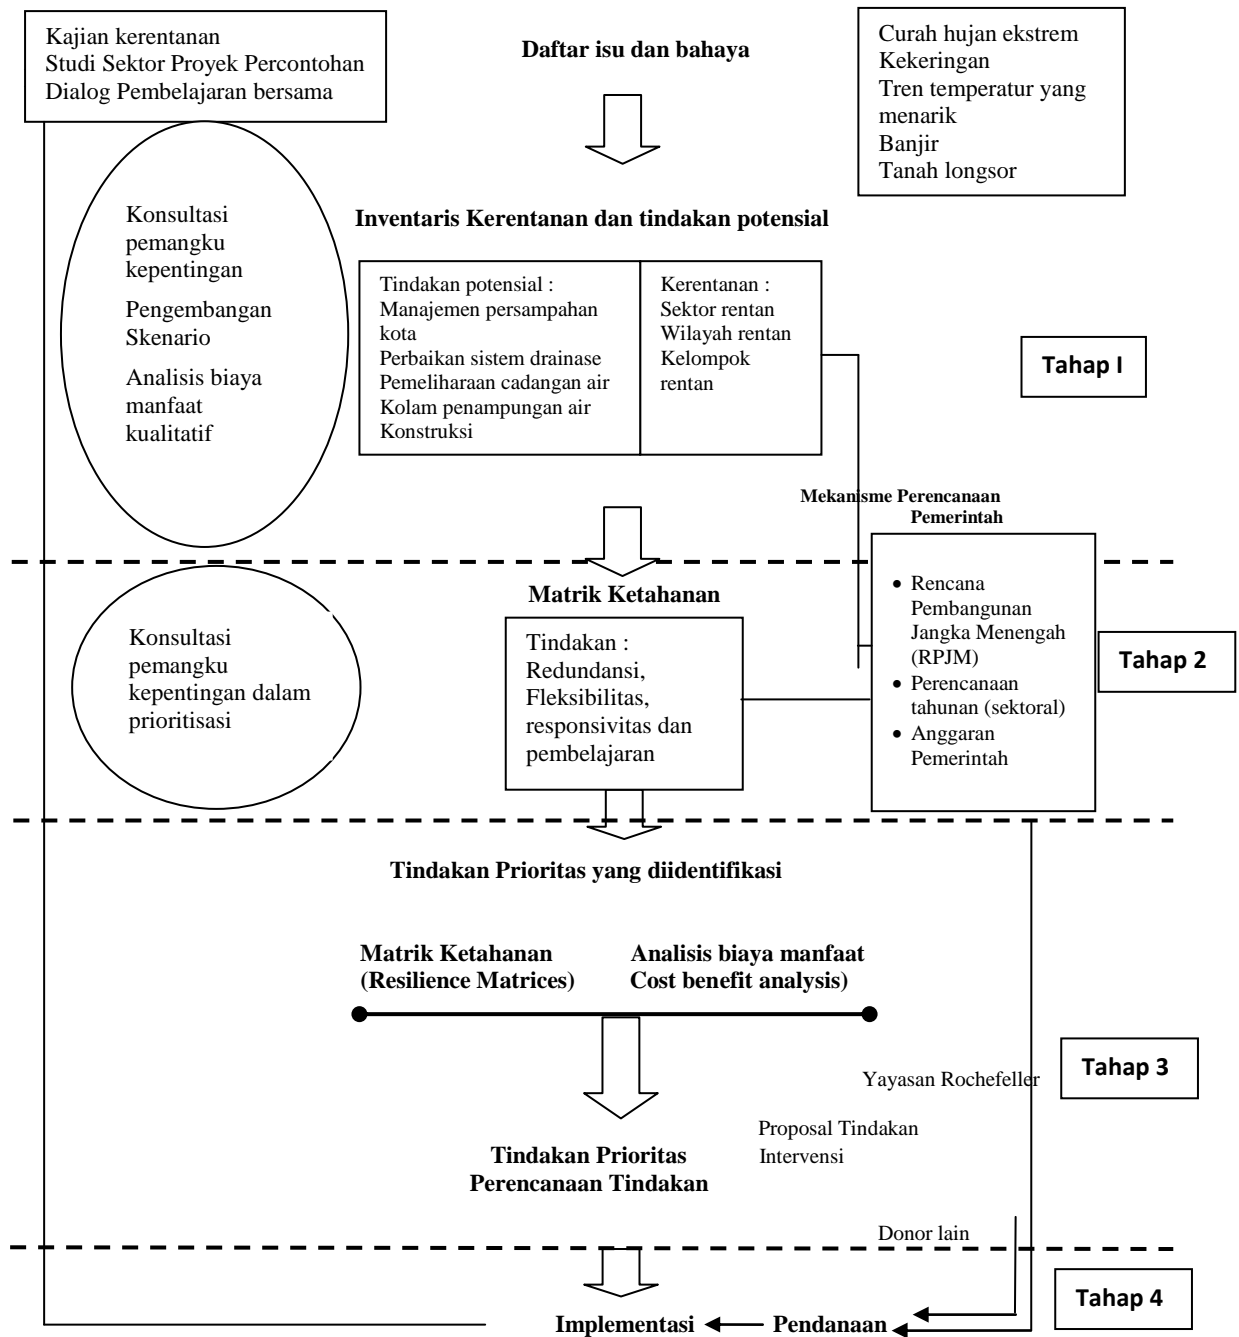 Kajian kerentanan
Studi Sektor Proyek Percontohan
Dialog Pembelajaran bersama
Daftar isu dan bahaya
Curah hujan ekstrem
Kekeringan
Tren temperatur yang
menarik
Banjir
Tanah longsor
Konsultasi
pemangku
kepentingan
Pengembangan
Skenario
Analisis biaya
manfaat
kualitatif
Inventaris Kerentanan dan tindakan potensial
Tindakan potensial :
Manajemen persampahan
kota
Perbaikan sistem drainase
Pemeliharaan cadangan air
Kolam penampungan air
Konstruksi
Kerentanan :
Sektor rentan
Wilayah rentan
Kelompok
rentan
Tahap I
Mekanisme Perencanaan
Pemerintah
Matrik Ketahanan
Konsultasi
pemangku
kepentingan dalam
prioritisasi
Tindakan :
Redundansi,
Fleksibilitas,
responsivitas dan
pembelajaran
• Rencana
Pembangunan
Jangka Menengah
(RPJM)
• Perencanaan
tahunan (sektoral)
• Anggaran
Pemerintah
Tahap 2
Tindakan Prioritas yang diidentifikasi
Matrik Ketahanan
(Resilience Matrices)
Analisis biaya manfaat
Cost benefit analysis)
Tahap 3
Yayasan Rochefeller
Proposal Tindakan
Intervensi
Tindakan Prioritas
Perencanaan Tindakan
Donor lain
Tahap 4
Implementasi
Pendanaan